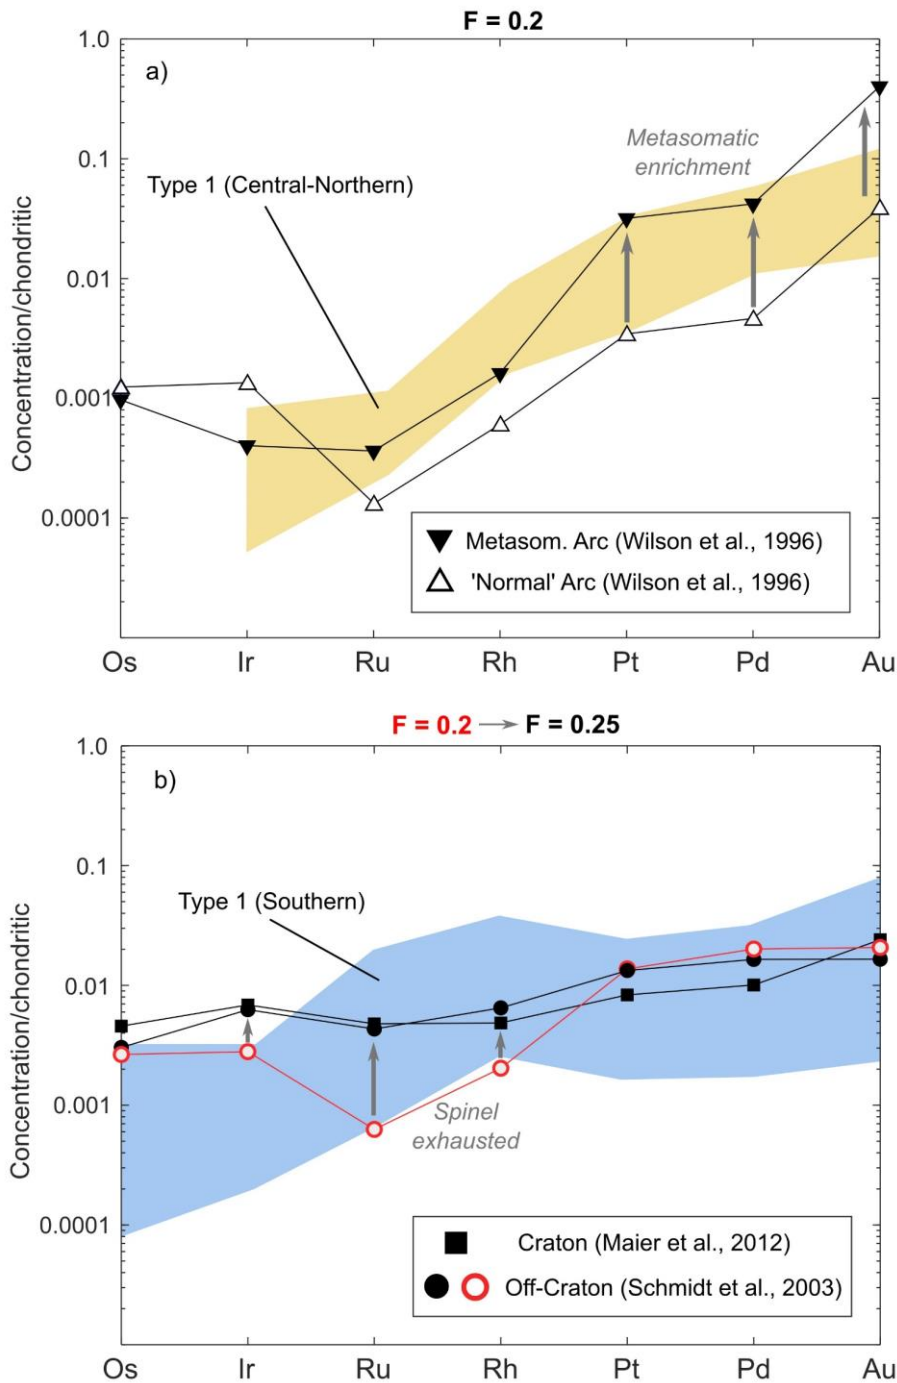 F = 0.2
1.0
a)
Metasomatic
enrichment
0.1
Type 1 (Central-Northern)
0.01
Concentration/chondritic
0.001
0.0001
Metasom. Arc (Wilson et al., 1996)
'Normal' Arc (Wilson et al., 1996)
Os Ir Ru Rh Pt Pd Au
F = 0.2 F = 0.25
1.0
b)
0.1
Type 1 (Southern)
0.01
Concentration/chondritic
0.001
Spinel
exhausted
0.0001
Craton (Maier et al., 2012)
Off-Craton (Schmidt et al., 2003)
Os Ir Ru Rh Pt Pd Au